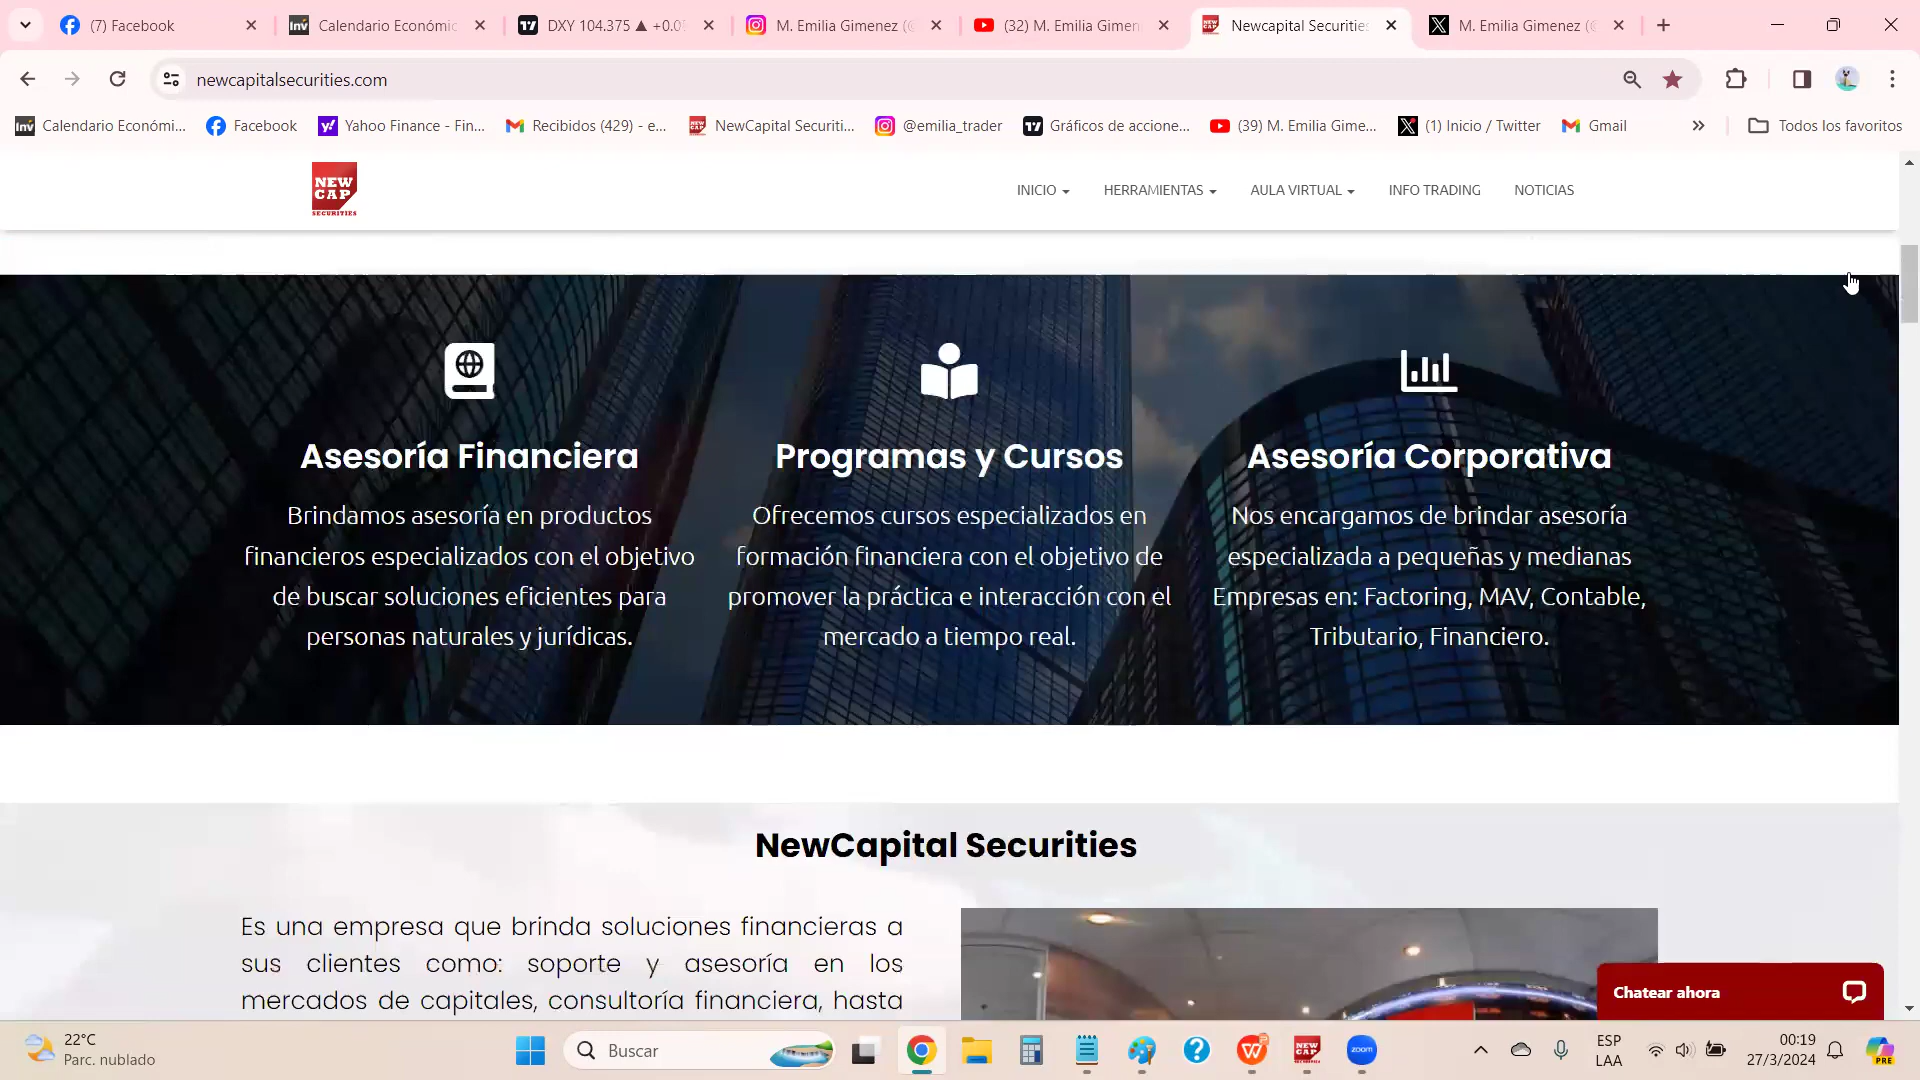 (7) Facebook
Calendario Económic
DXY 104.375 ▲ +0.0
M. Emilia Gimenez (@
(32) M. Emilia Gimen
Newcapital Securities
M. Emilia Gimenez (@
newcapitalsecurities.com
Calendario Económi...
Facebook
Yahoo Finance - Fin...
Recibidos (429) - e...
NewCapital Securiti...
@emilia_trader
Gráficos de accione...
(39) M. Emilia Gime...
(1) Inicio / Twitter
Gmail
Todos los favoritos
NEW
CAP
SECURITIES
INICIO
HERRAMIENTAS
AULA VIRTUAL
INFO TRADING
NOTICIAS
Asesoría Financiera
Brindamos asesoría en productos
financieros especializados con el objetivo
de buscar soluciones eficientes para
personas naturales y jurídicas.
Programas y Cursos
Ofrecemos cursos especializados en
formación financiera con el objetivo de
promover la práctica e interacción con el
mercado a tiempo real.
Asesoría Corporativa
Nos encargamos de brindar asesoría
especializada a pequeñas y medianas
Empresas en: Factoring, MAV, Contable,
Tributario, Financiero.
NewCapital Securities
Es una empresa que brinda soluciones financieras a
sus clientes como: soporte y asesoría en los
mercados de capitales, consultoría financiera, hasta
Chatear ahora
22°C
Parc. nublado
Buscar
zoom
ESP
LAA
00:19
27/3/2024
PRE